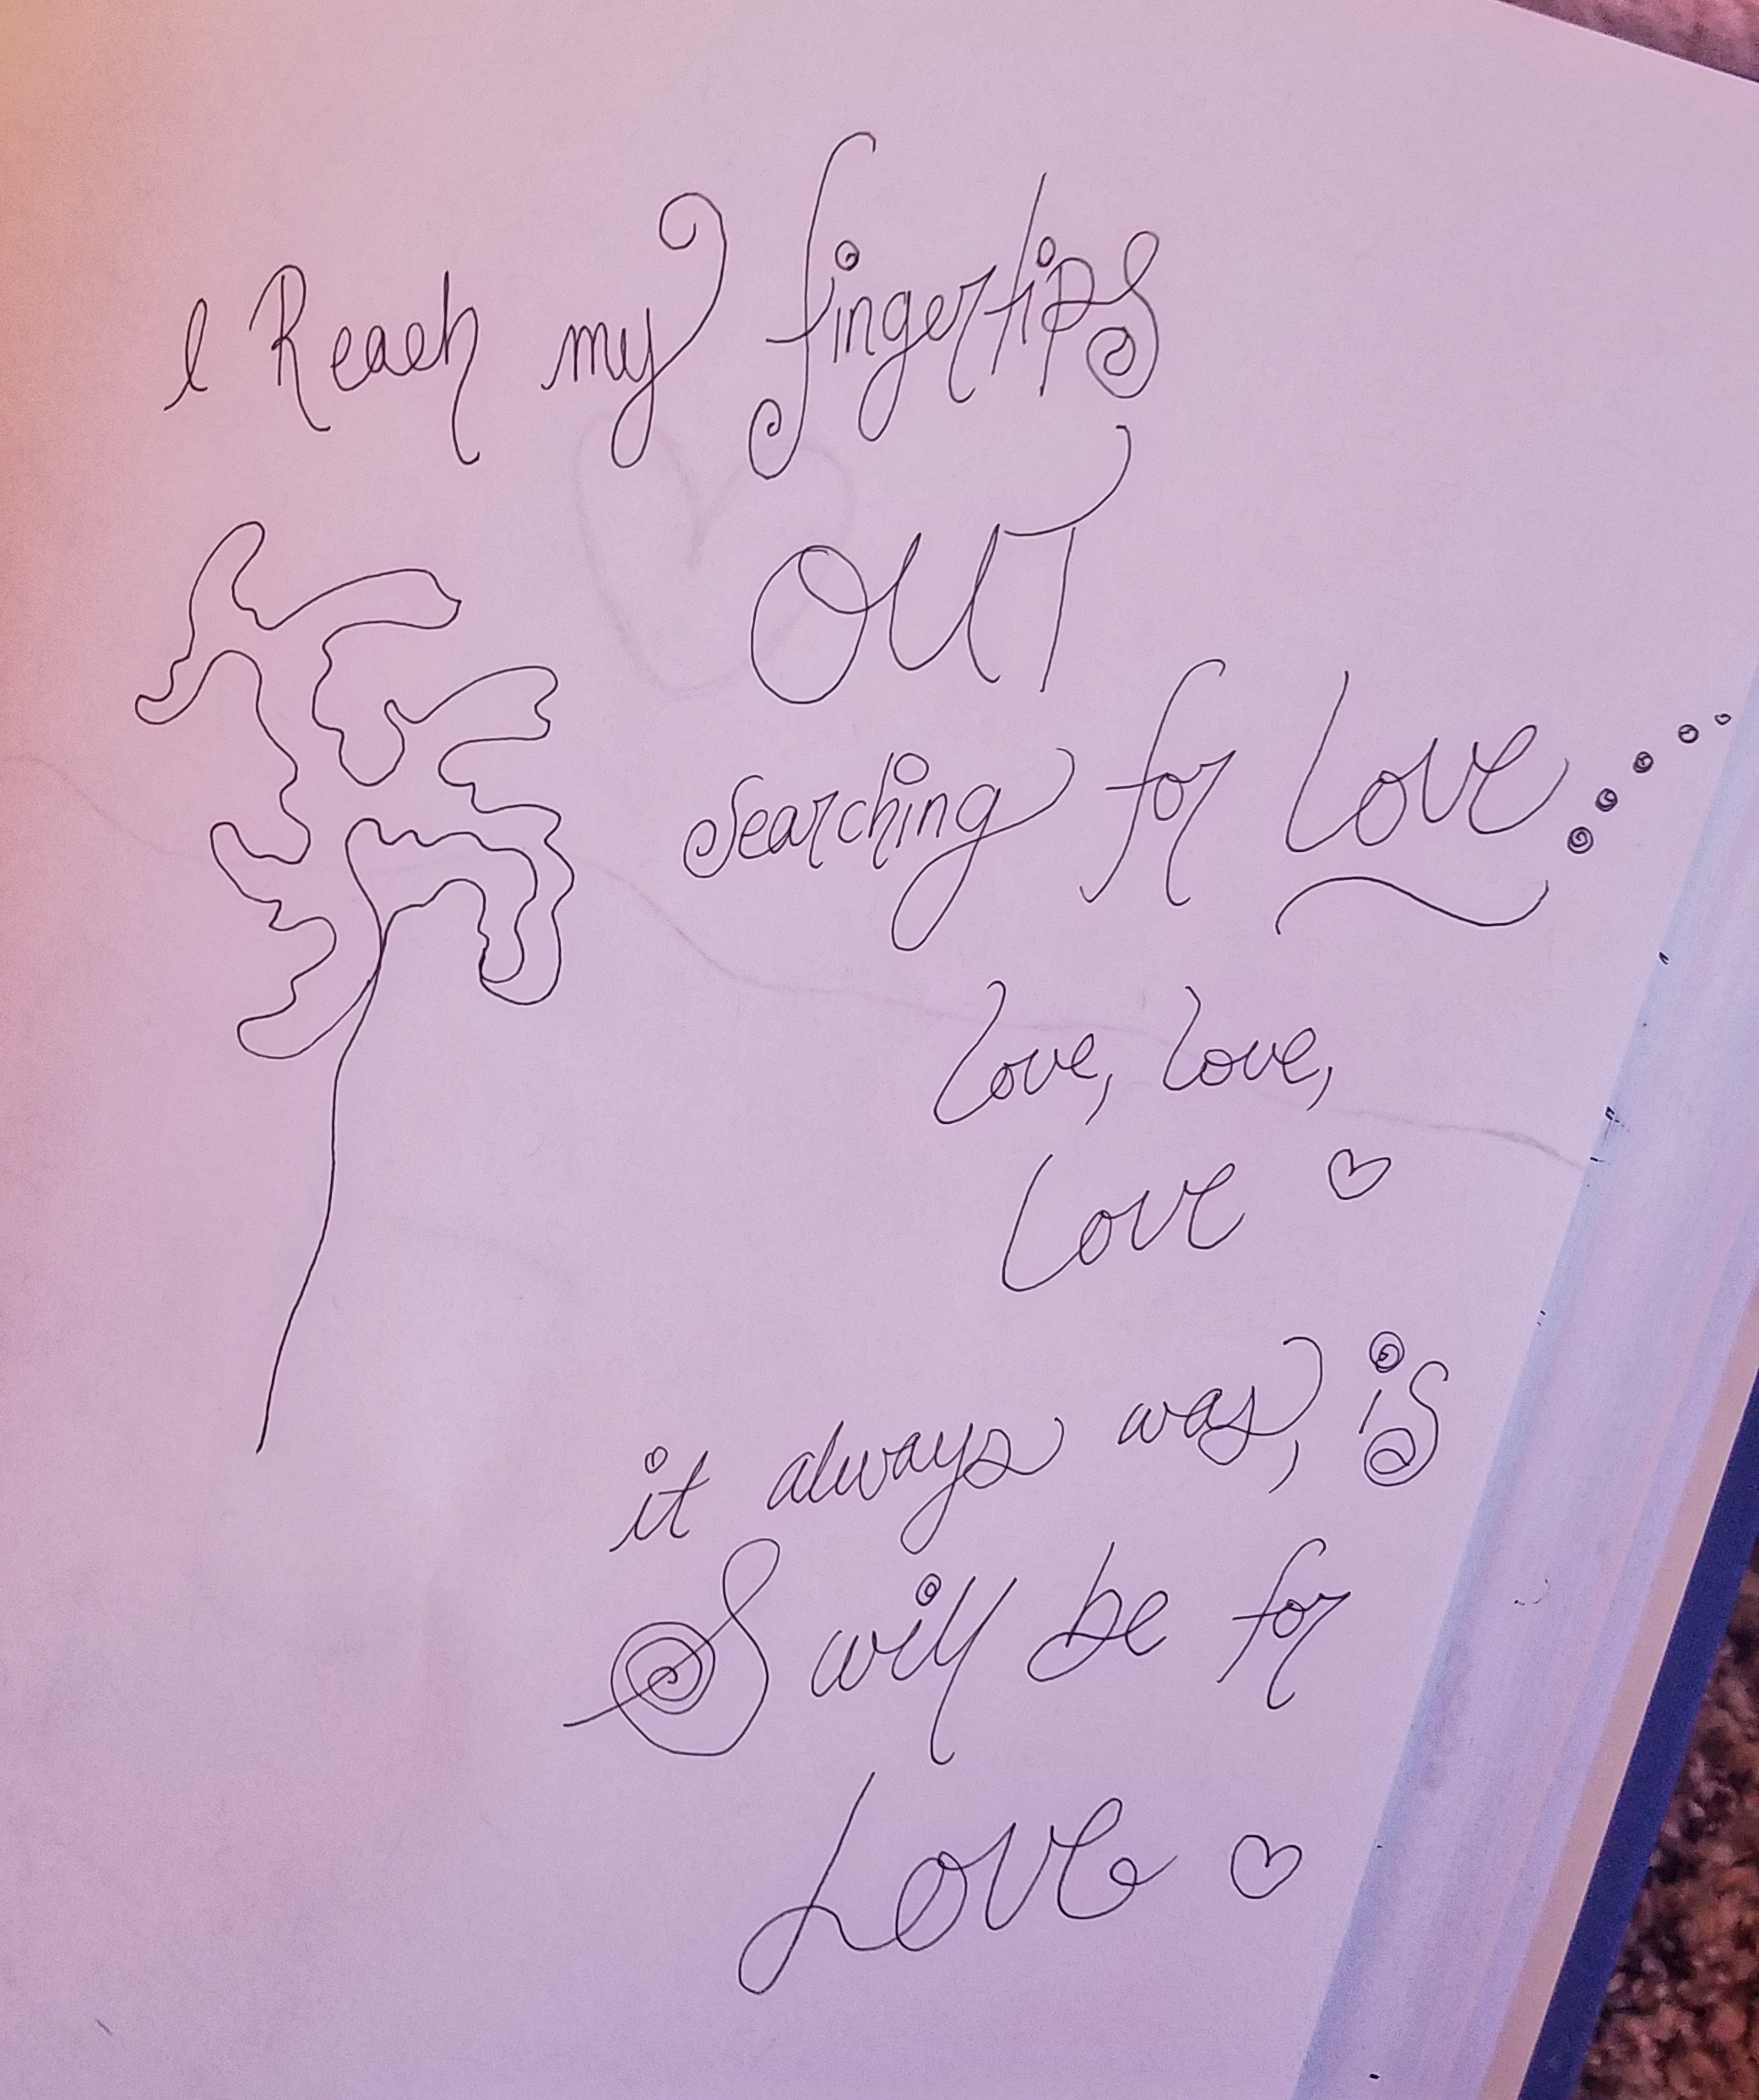 I Reach my fingertips
OUT
searching for Love.....
Love, Love,
Love ♡
it always was, is
& will be for
Love ♡